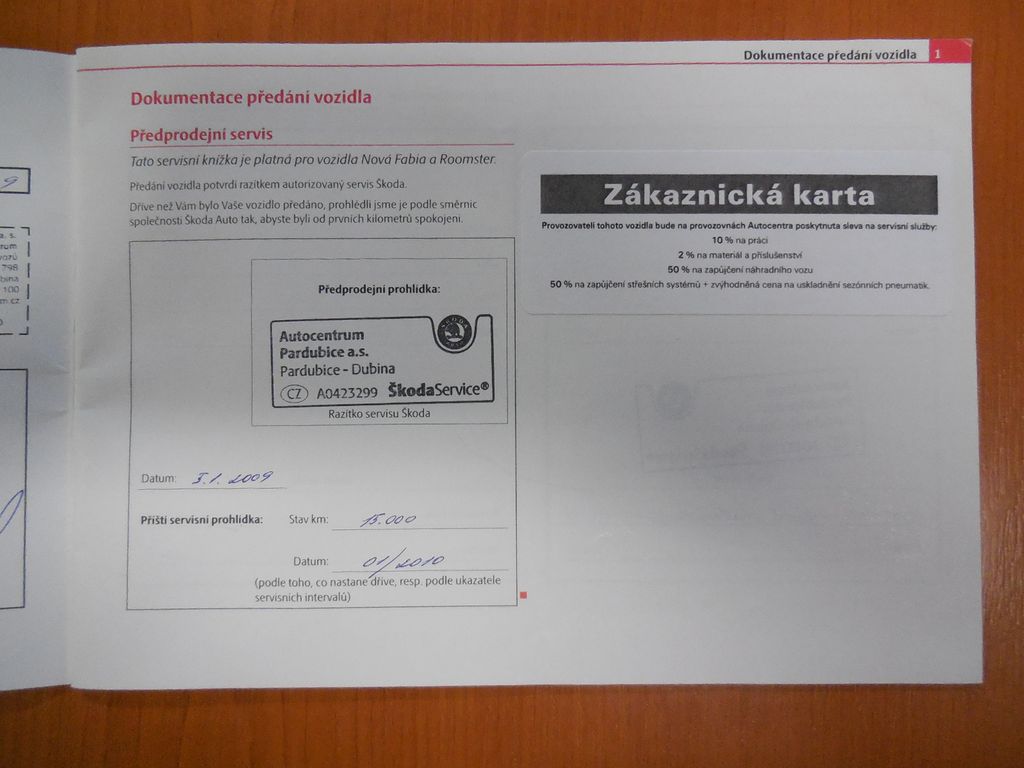 Dokumentace předání vozidla 1
Dokumentace předání vozidla
Předprodejní servis
Tato servisní knížka je platná pro vozidla Nová Fabia a Roomster.
Předání vozidla potvrdí razítkem autorizovaný servis Škoda.
Dříve než Vám bylo Vaše vozidlo předáno, prohlédli jsme je podle směrnic
společnosti Škoda Auto tak, abyste byli od prvních kilometrů spokojeni.
Předprodejní prohlídka:
Autocentrum
Pardubice a.s.
Pardubice - Dubina
CZ A0423299 ŠkodaService®
Razítko servisu Škoda
Datum: 5.1. 2009
Příští servisní prohlídka: Stav km: 15.000
Datum: 01/2010
(podle toho, co nastane dříve, resp. podle ukazatele
servisních intervalů)
Zákaznická karta
Provozovateli tohoto vozidla bude na provozovnách Autocentra poskytnuta sleva na servisní služby:
10 % na práci
2 % na materiál a příslušenství
50 % na zapůjčení náhradního vozu
50 % na zapůjčení střešních systémů + zvýhodněná cena na uskladnění sezónních pneumatik.
9
a. s.
798
100
m.cz